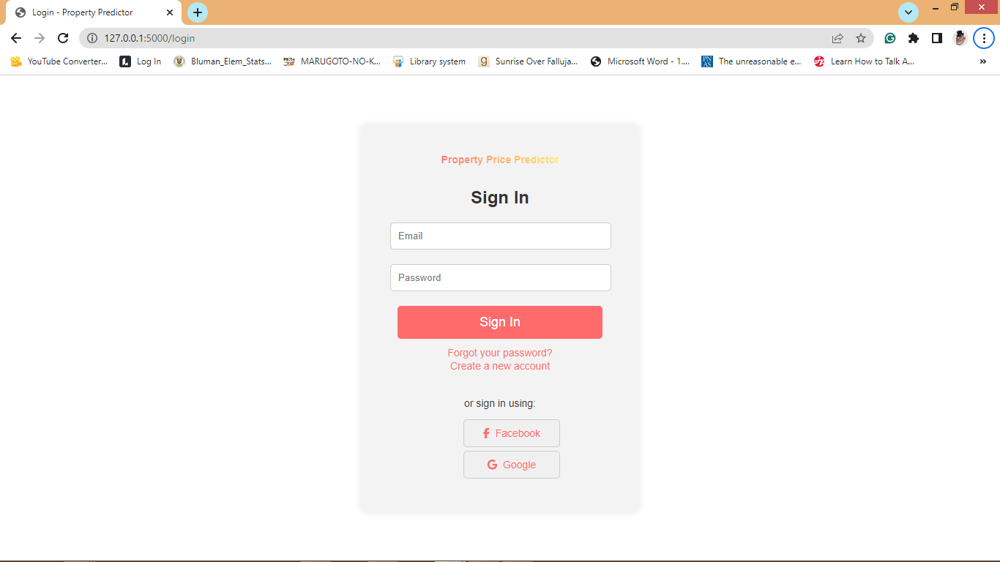 Login - Property Predictor
127.0.0.1:5000/login
YouTube Converter... Log In Bluman_Elem_Stats... MARUGOTO-NO-K... Library system Sunrise Over Falluja... Microsoft Word - 1.... PNAS The unreasonable e... Learn How to Talk A... »
Property Price Predictor
Sign In
Email
Password
Sign In
Forgot your password?
Create a new account
or sign in using:
Facebook
Google